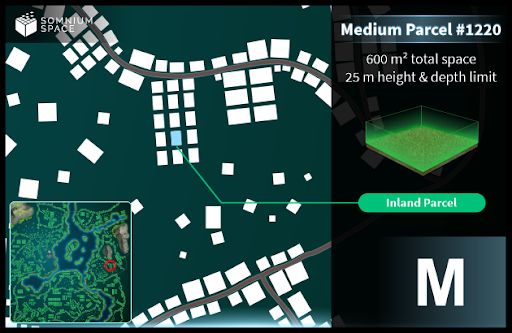 SOMNIUM
SPACE
Medium Parcel #1220
600 m² total space
25 m height & depth limit
Inland Parcel
M